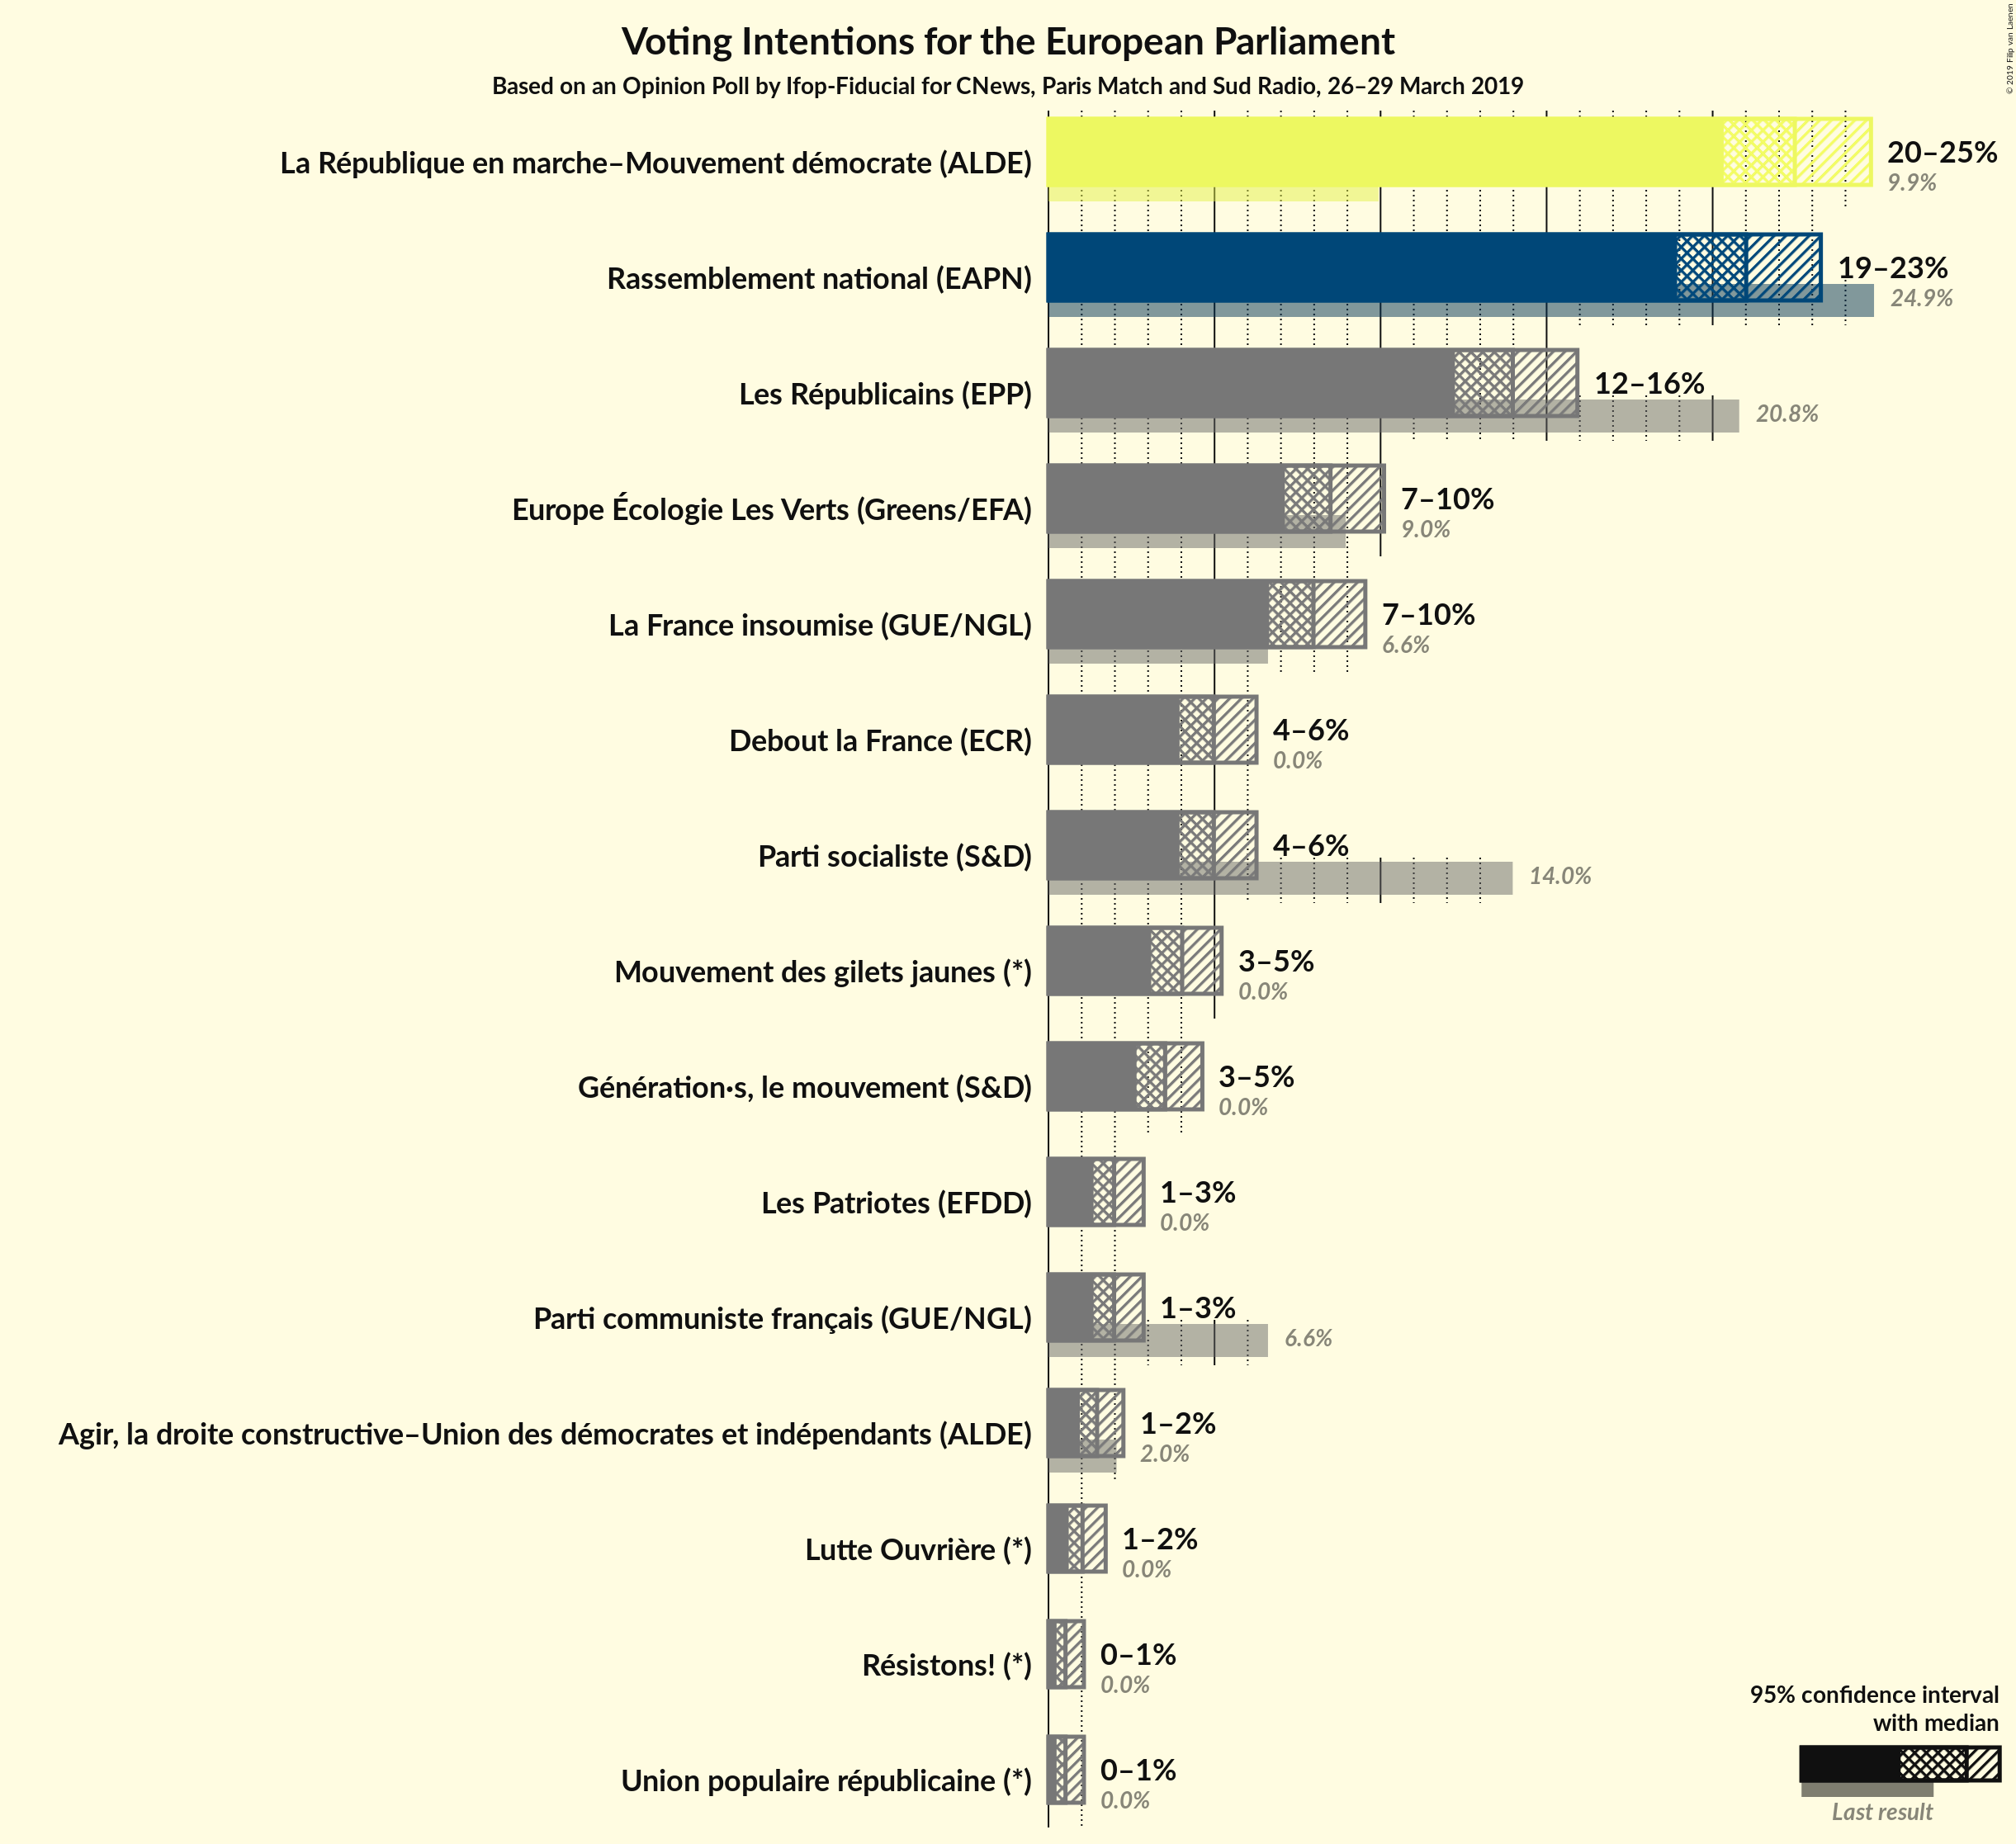 Voting Intentions for the European Parliament
Based on an Opinion Poll by Ifop-Fiducial for CNews, Paris Match and Sud Radio, 26–29 March 2019
© 2019 Filip van Laenen
La République en marche–Mouvement démocrate (ALDE)
20–25%
9.9%
Rassemblement national (EAPN)
19–23%
24.9%
Les Républicains (EPP)
12–16%
20.8%
Europe Écologie Les Verts (Greens/EFA)
7–10%
9.0%
La France insoumise (GUE/NGL)
7–10%
6.6%
Debout la France (ECR)
4–6%
0.0%
Parti socialiste (S&D)
4–6%
14.0%
Mouvement des gilets jaunes (*)
3–5%
0.0%
Génération·s, le mouvement (S&D)
3–5%
0.0%
Les Patriotes (EFDD)
1–3%
0.0%
Parti communiste français (GUE/NGL)
1–3%
6.6%
Agir, la droite constructive–Union des démocrates et indépendants (ALDE)
1–2%
2.0%
Lutte Ouvrière (*)
1–2%
0.0%
Résistons! (*)
0–1%
0.0%
Union populaire républicaine (*)
0–1%
0.0%
95% confidence interval
with median
Last result